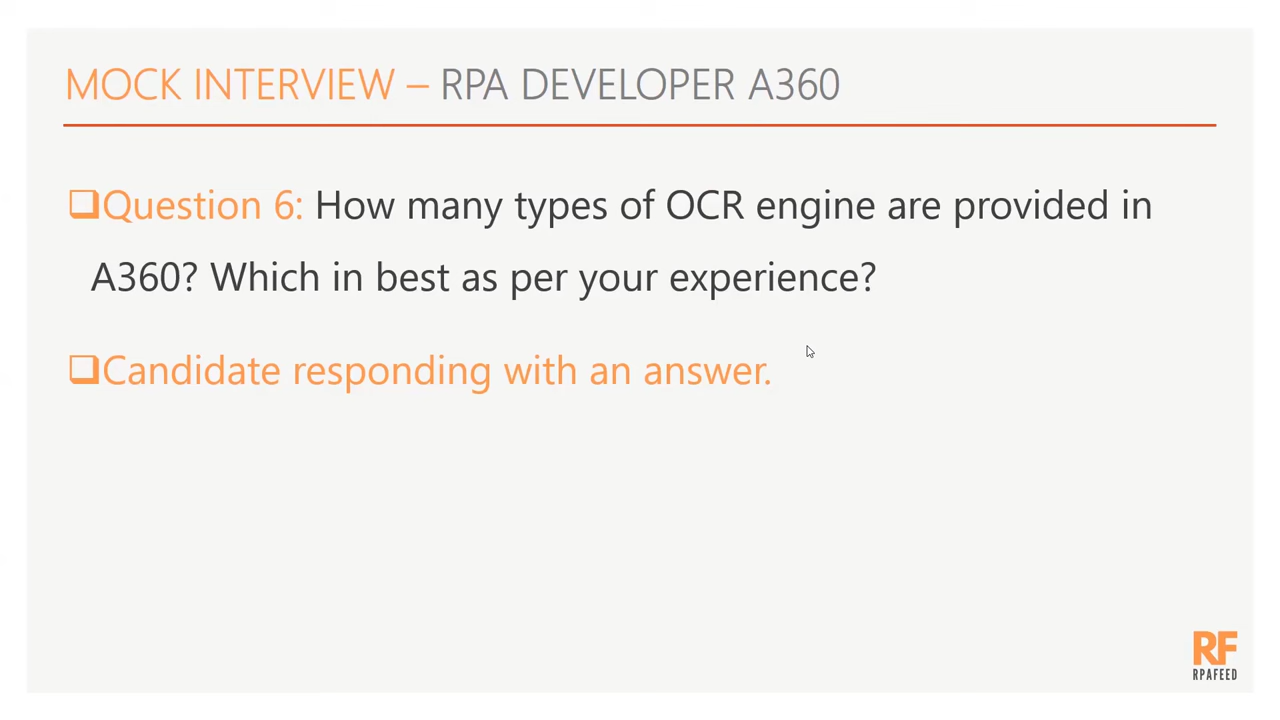 MOCK INTERVIEW – RPA DEVELOPER A360
❑Question 6: How many types of OCR engine are provided in
A360? Which in best as per your experience?
❑Candidate responding with an answer.
RF
RPAFEED